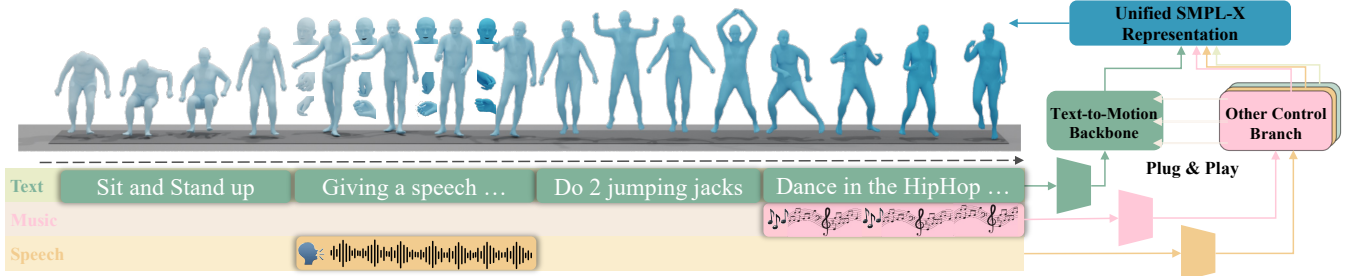 Unified SMPL-X
Representation
Text-to-Motion
Backbone
Other Control
Branch
Plug & Play
Text
Sit and Stand up
Giving a speech ...
Do 2 jumping jacks
Dance in the HipHop ...
Music
Speech